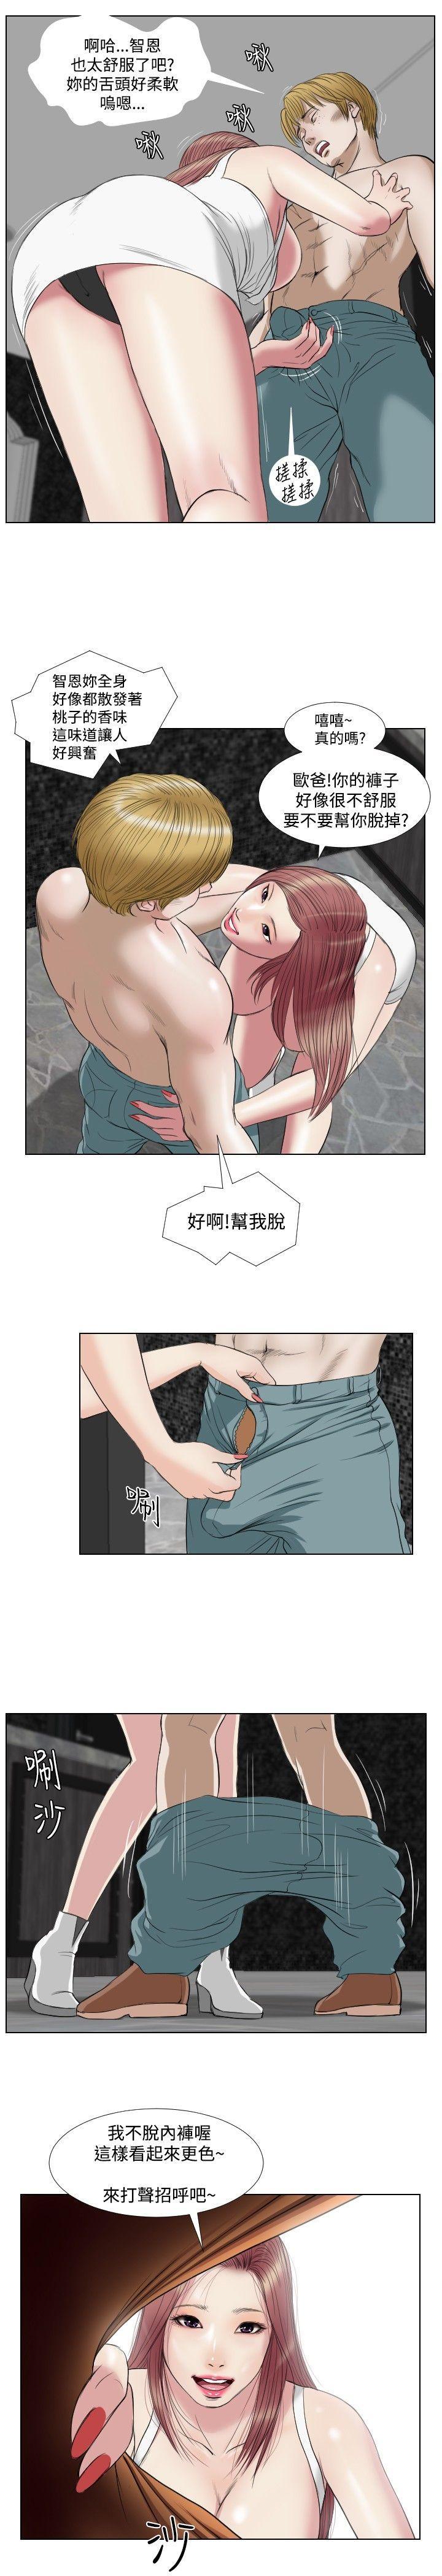 啊哈...智恩
也太舒服了吧?
妳的舌頭好柔軟
嗚嗯...
啾
啾
啾
搓揉
搓揉
智恩妳全身
好像都散發著
桃子的香味
這味道讓人
好興奮
嘻嘻~
真的嗎?
歐爸!你的褲子
好像很不舒服
要不要幫你脫掉?
好啊!幫我脫
唰
唰
沙
我不脫內褲喔
這樣看起來更色~
來打聲招呼吧~
沙